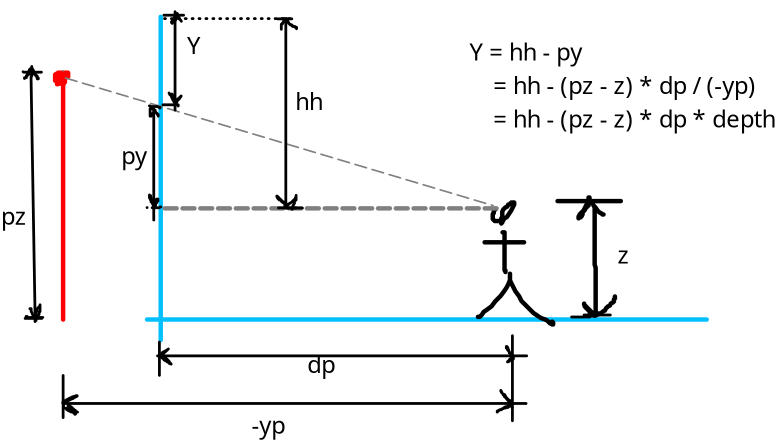 Y
hh
py
pz
z
dp
-yp
Y = hh - py
= hh - (pz - z) * dp / (-yp)
= hh - (pz - z) * dp * depth